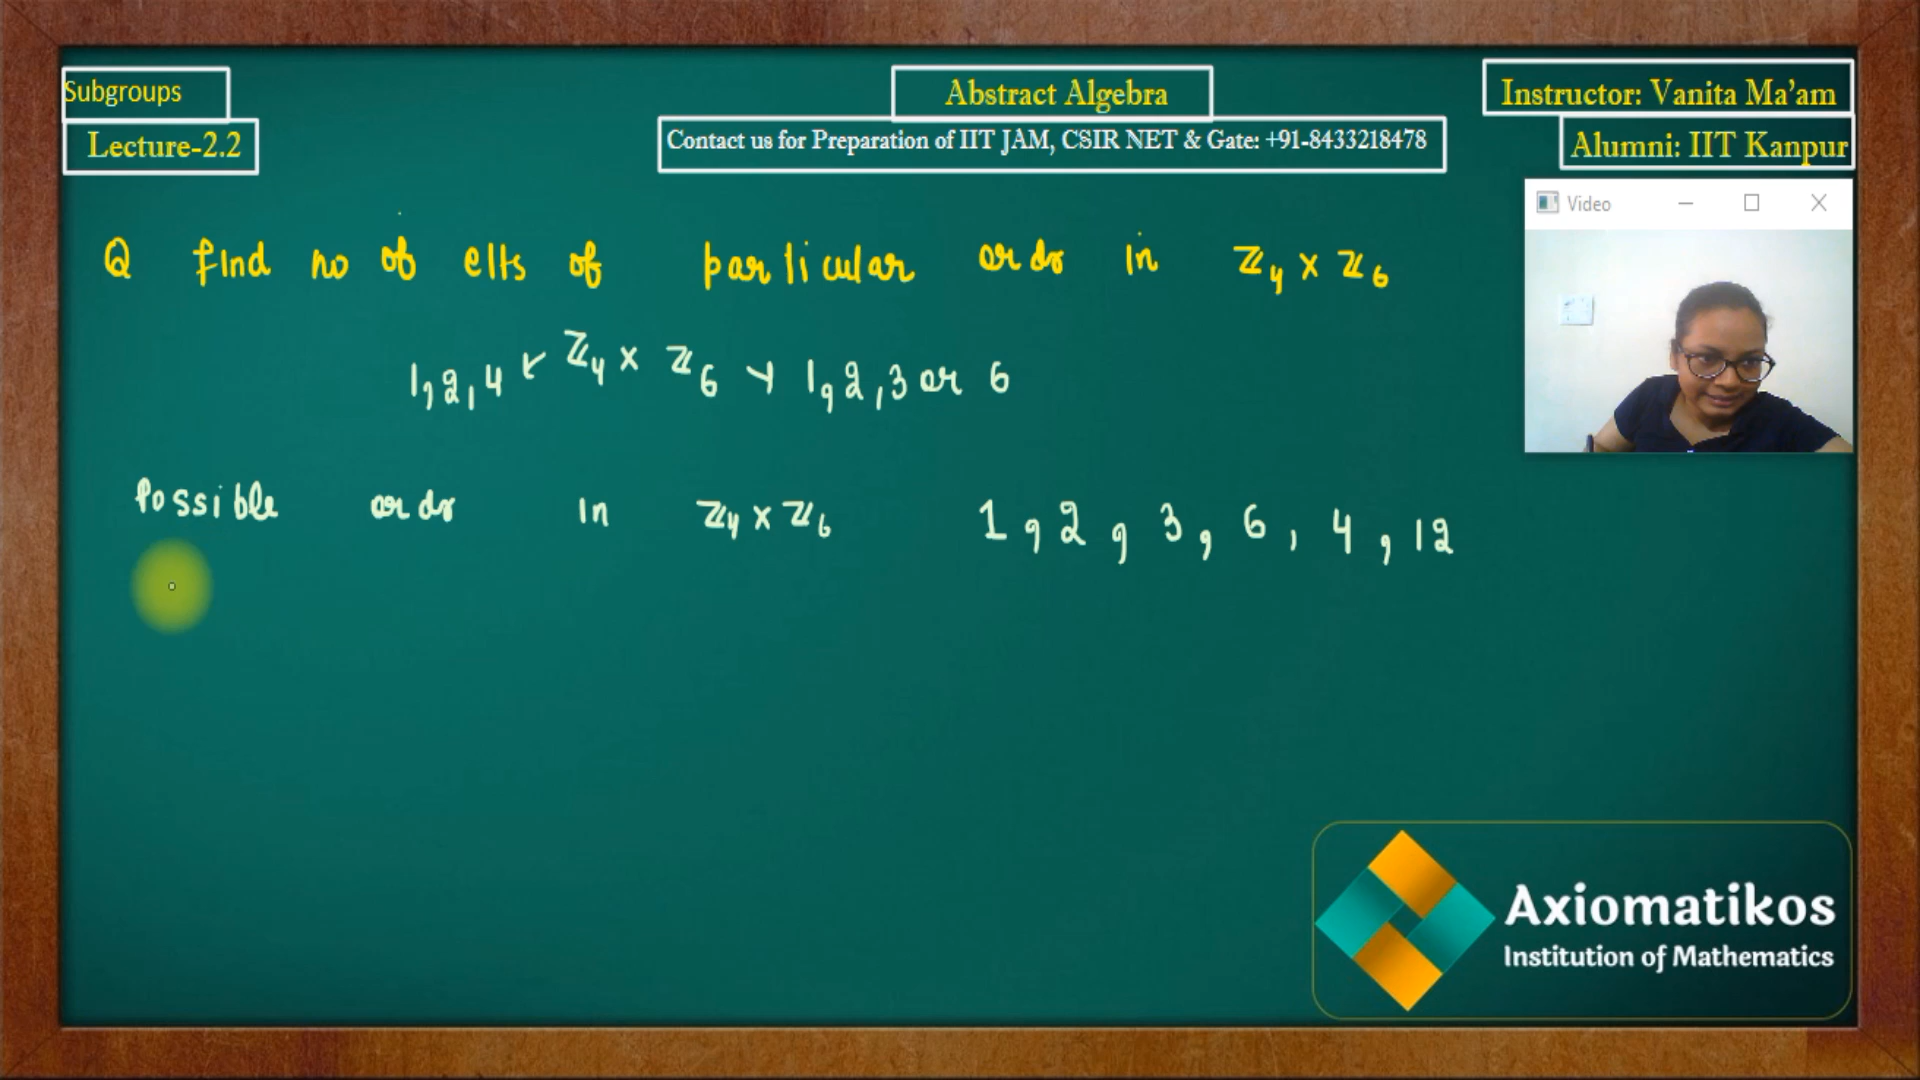 Subgroups
Lecture-2.2
Abstract Algebra
Contact us for Preparation of IIT JAM, CSIR NET & Gate: +91-8433218478
Instructor: Vanita Ma’am
Alumni: IIT Kanpur
Video
Q find no of elts of particular ordr in ℤ₄ × ℤ₆
1, 2, 4 ← ℤ₄ × ℤ₆ → 1, 2, 3 or 6
Possible ordr in ℤ₄ × ℤ₆ 1, 2, 3, 6, 4, 12
Axiomatikos
Institution of Mathematics